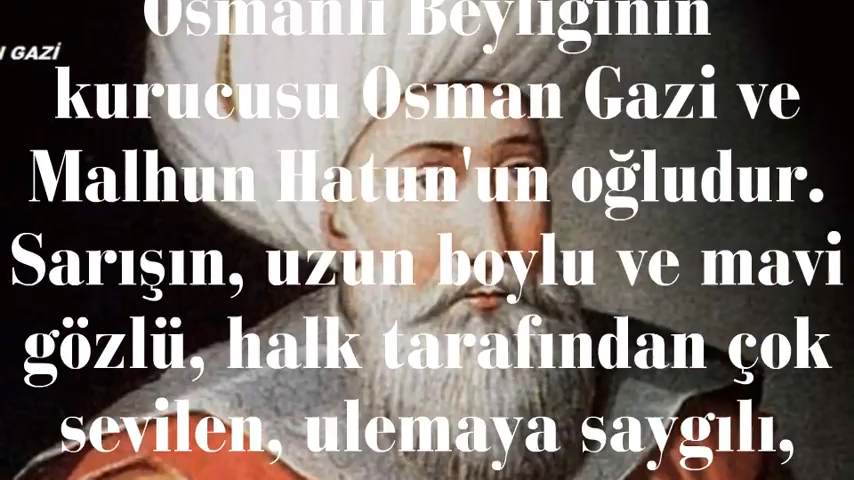 Osmanlı Beyliğinin
GAZİ
kurucusu Osman Gazi ve
Malhun Hatun'un oğludur.
Sarışın, uzun boylu ve mavi
gözlü, halk tarafından çok
sevilen, ulemaya saygılı,